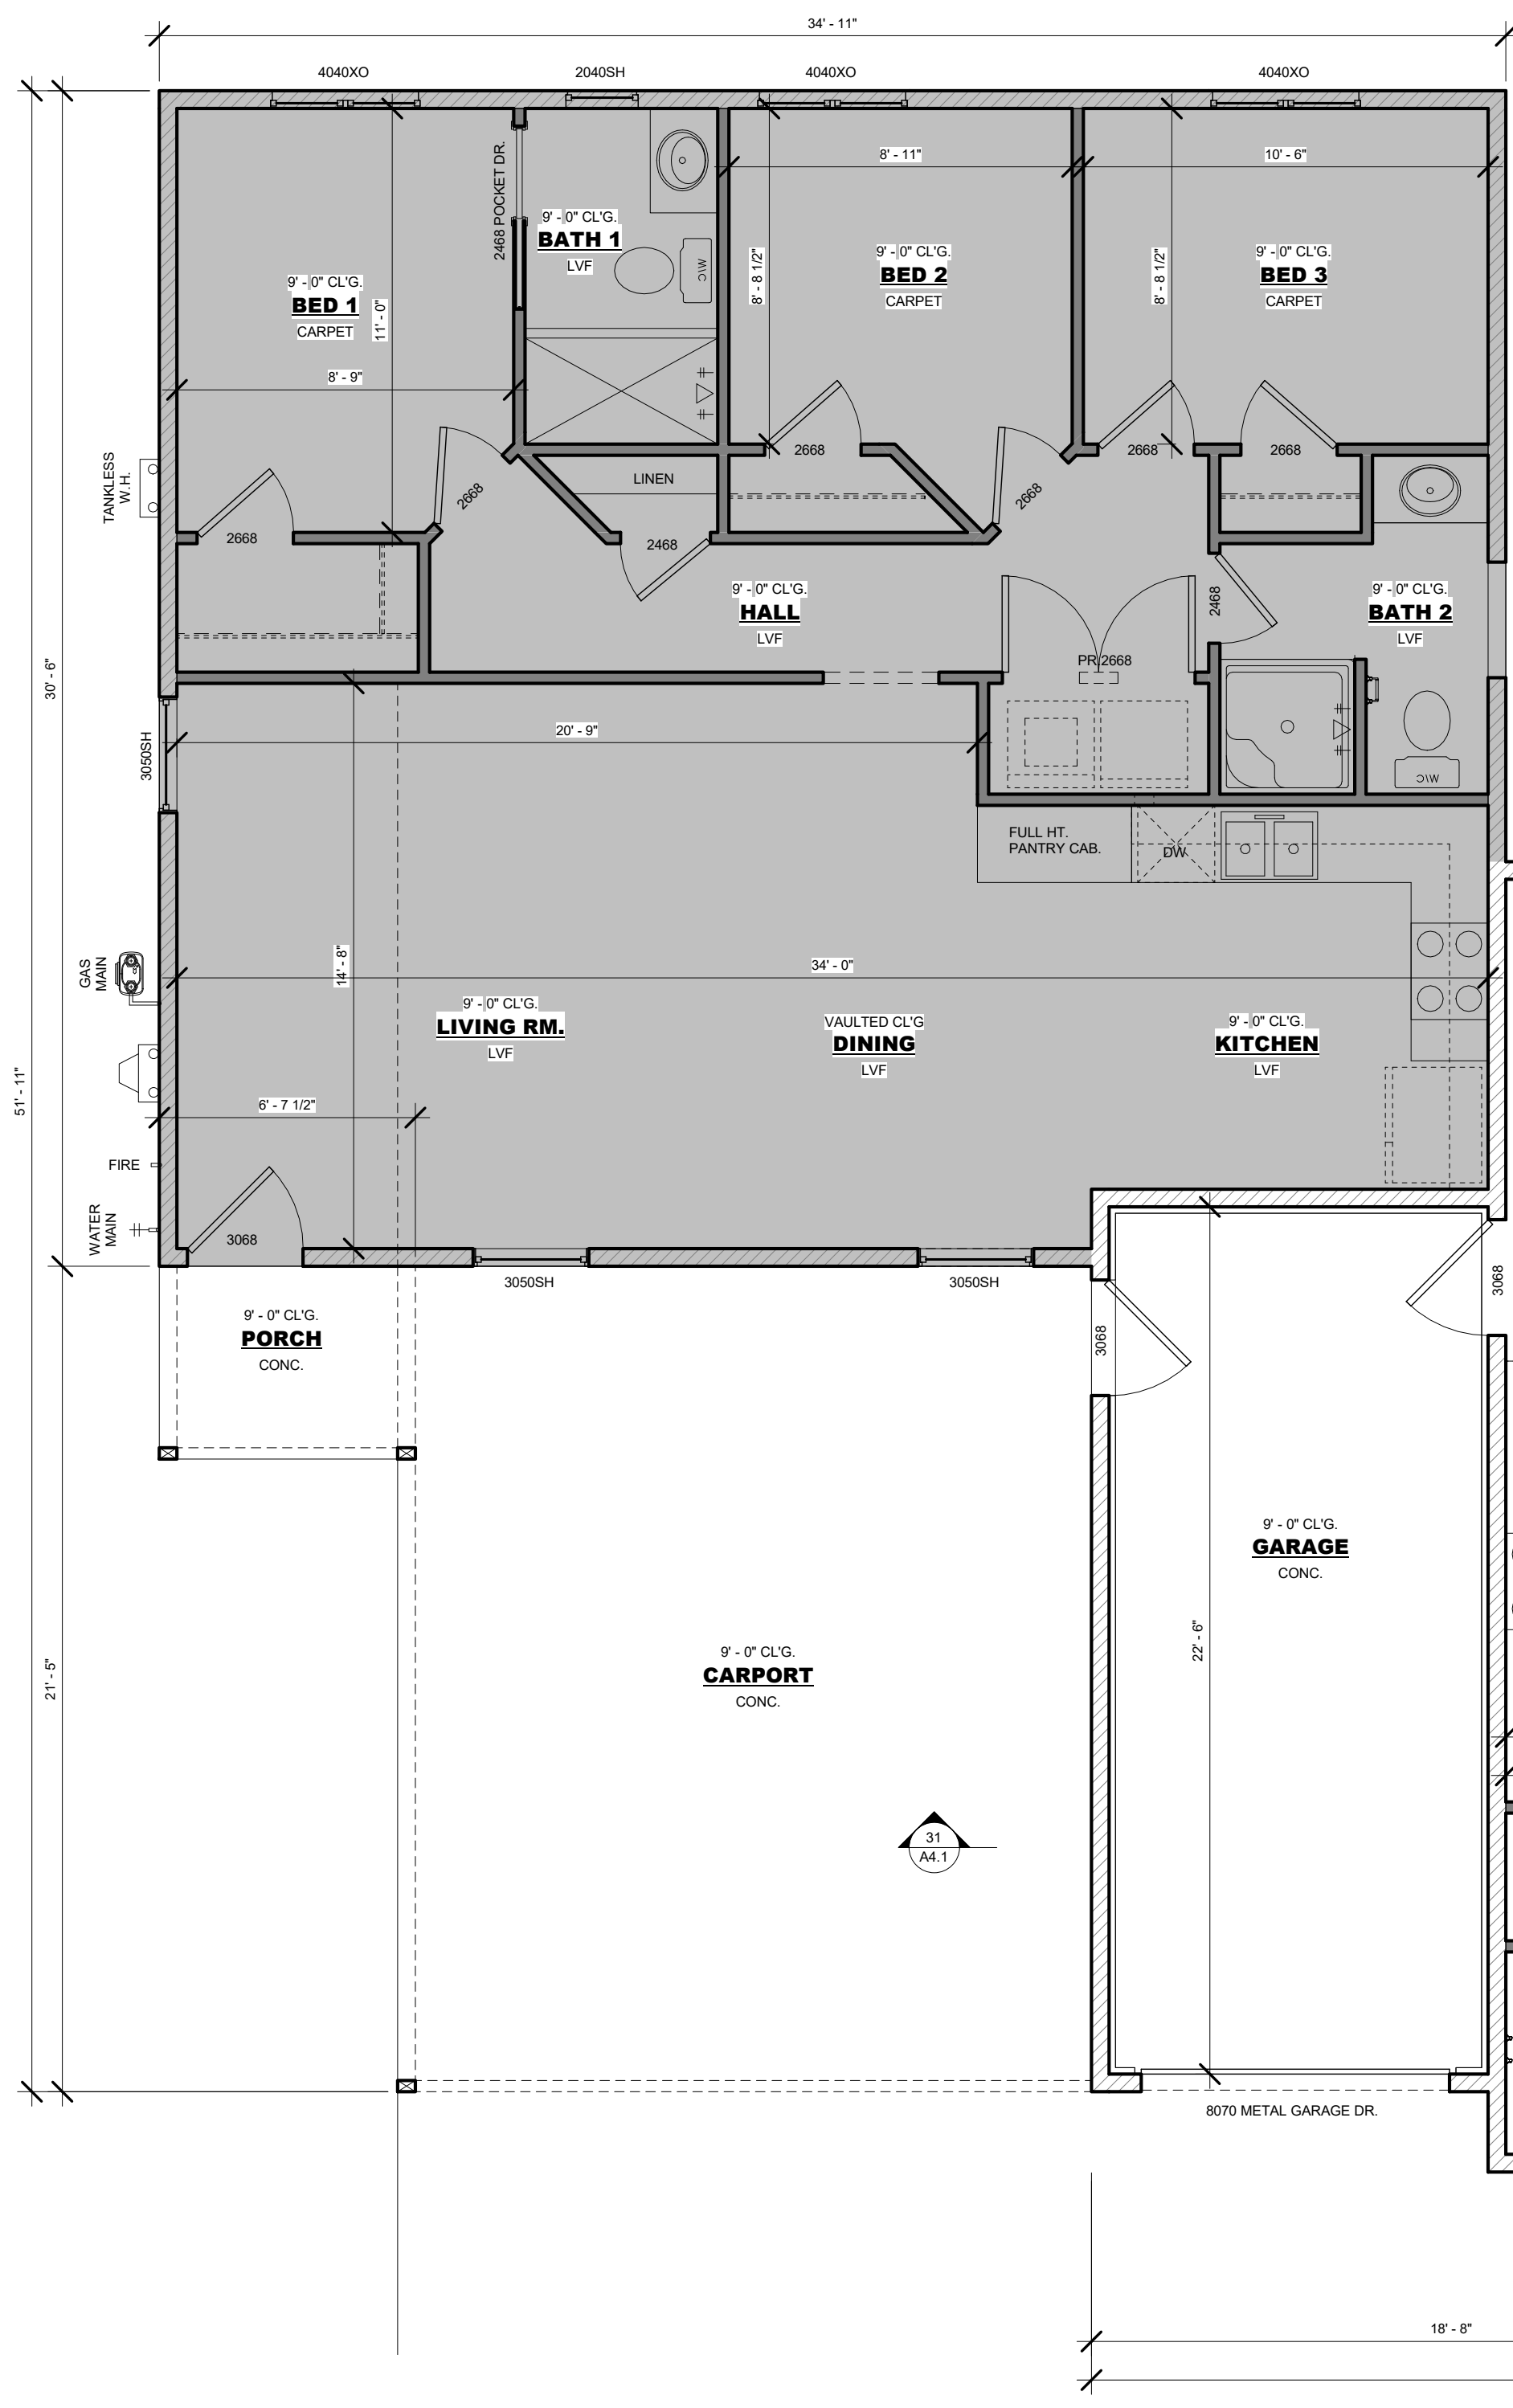 34' - 11"
4040XO
2040SH
4040XO
4040XO
2468 POCKET DR.
8' - 11"
10' - 6"
9' - 0" CL'G.
BATH 1
LVF
W/C
9' - 0" CL'G.
BED 1
CARPET
11' - 0"
8' - 9"
8' - 8 1/2"
9' - 0" CL'G.
BED 2
CARPET
8' - 8 1/2"
9' - 0" CL'G.
BED 3
CARPET
TANKLESS
W.H.
2668
2668
LINEN
2468
2668
2668
2668
2668
9' - 0" CL'G.
HALL
LVF
2468
9' - 0" CL'G.
BATH 2
LVF
PR 2668
W/C
30' - 6"
3050SH
20' - 9"
FULL HT.
PANTRY CAB.
DW
GAS
MAIN
14' - 8"
34' - 0"
9' - 0" CL'G.
LIVING RM.
LVF
VAULTED CL'G
DINING
LVF
9' - 0" CL'G.
KITCHEN
LVF
51' - 11"
6' - 7 1/2"
FIRE
WATER
MAIN
3068
3050SH
3050SH
3068
3068
9' - 0" CL'G.
PORCH
CONC.
9' - 0" CL'G.
GARAGE
CONC.
22' - 6"
21' - 5"
9' - 0" CL'G.
CARPORT
CONC.
31
A4.1
8070 METAL GARAGE DR.
18' - 8"